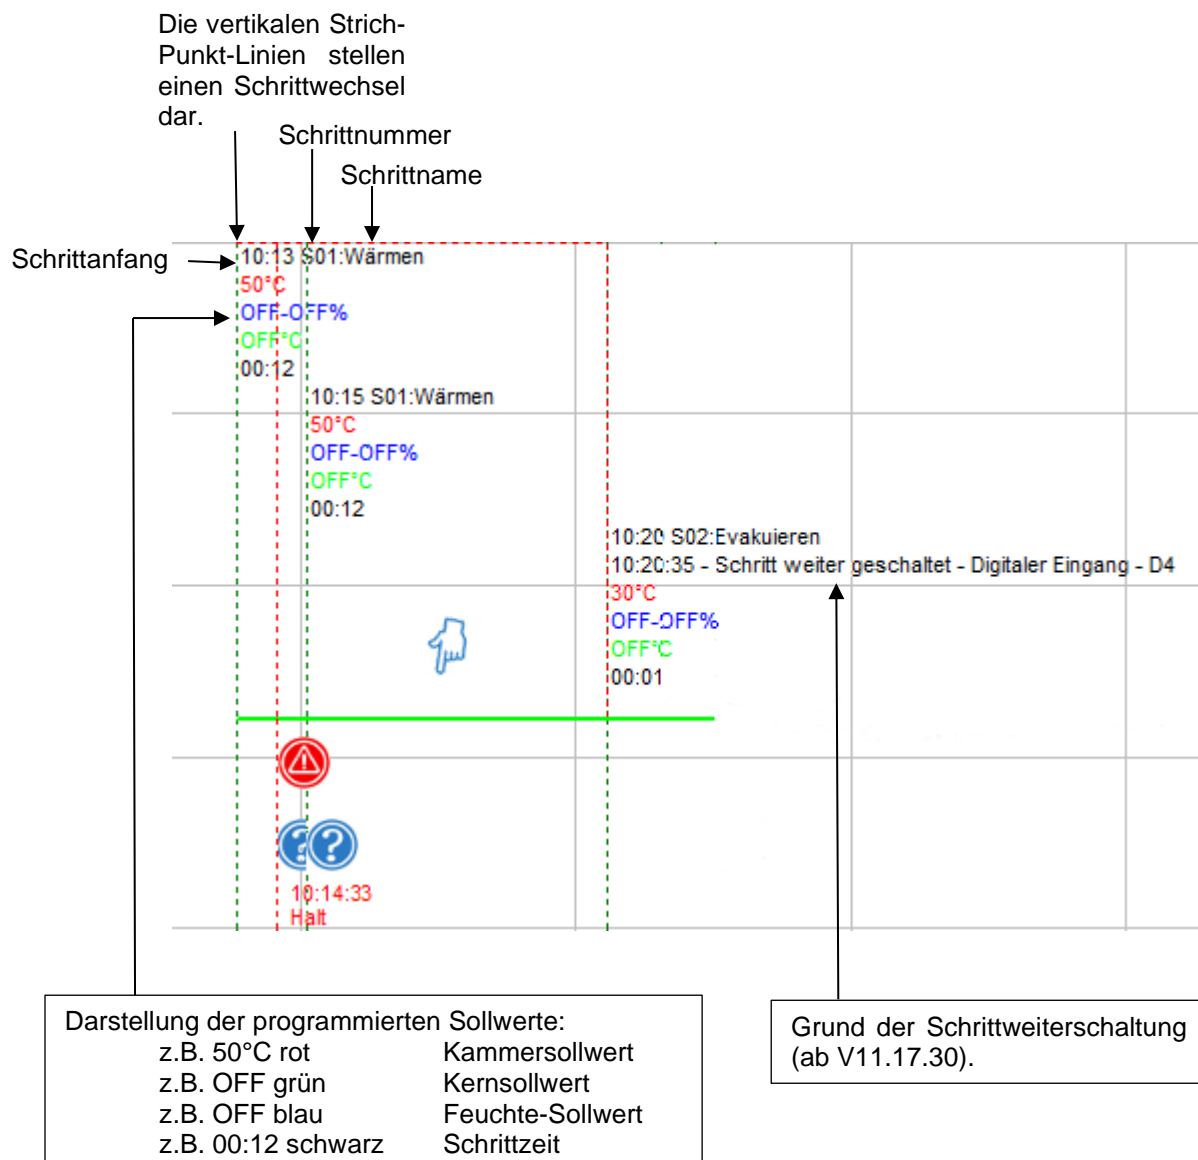 Die vertikalen Strich-
Punkt-Linien stellen
einen Schrittwechsel
dar.
Schrittnummer
Schrittname
Schrittanfang
10:13 S01:Wärmen
50°C
OFF-OFF%
OFF°C
00:12
10:15 S01:Wärmen
50°C
OFF-OFF%
OFF°C
00:12
10:20 S02:Evakuieren
10:20:35 - Schritt weiter geschaltet - Digitaler Eingang - D4
30°C
OFF-OFF%
OFF°C
00:01
10:14:33
Halt
Darstellung der programmierten Sollwerte:
z.B. 50°C rot Kammersollwert
z.B. OFF grün Kernsollwert
z.B. OFF blau Feuchte-Sollwert
z.B. 00:12 schwarz Schrittzeit
Grund der Schrittweiterschaltung
(ab V11.17.30).